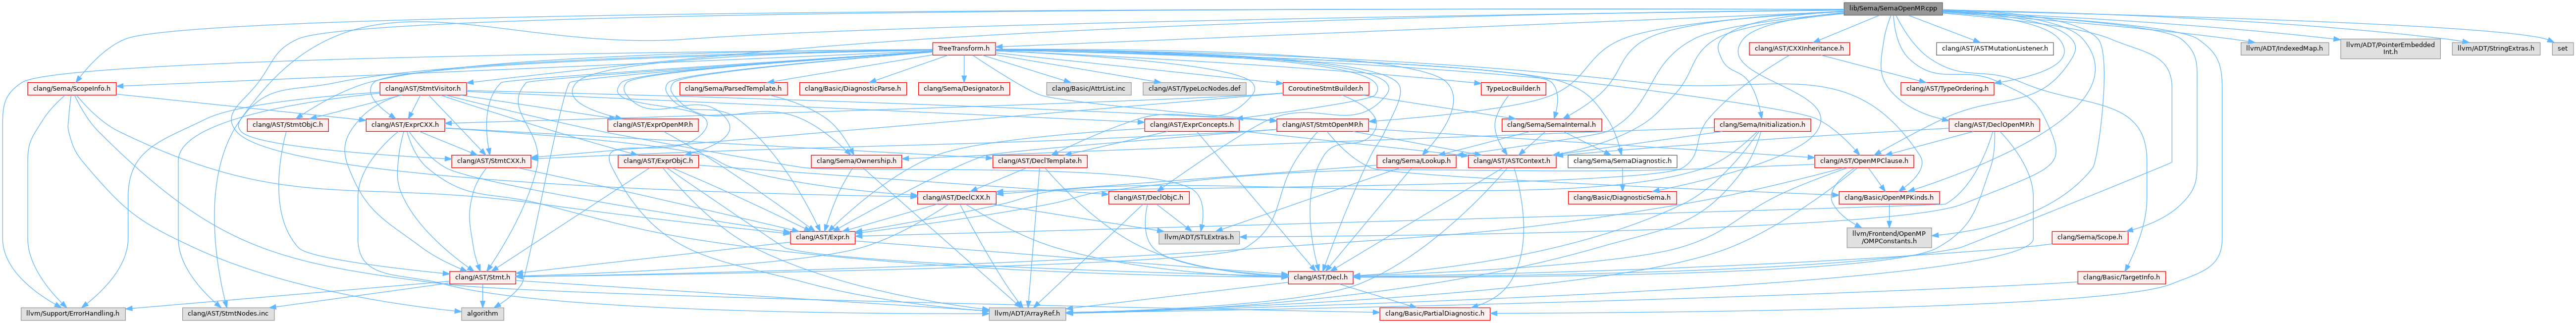 lib/Sema/SemaOpenMP.cpp
TreeTransform.h
clang/AST/CXXInheritance.h
clang/AST/ASTMutationListener.h
llvm/ADT/IndexedMap.h
llvm/ADT/PointerEmbedded
Int.h
llvm/ADT/StringExtras.h
set
clang/Sema/ScopeInfo.h
clang/AST/StmtVisitor.h
clang/Sema/ParsedTemplate.h
clang/Basic/DiagnosticParse.h
clang/Sema/Designator.h
clang/Basic/AttrList.inc
clang/AST/TypeLocNodes.def
CoroutineStmtBuilder.h
TypeLocBuilder.h
clang/AST/TypeOrdering.h
clang/AST/StmtObjC.h
clang/AST/ExprCXX.h
clang/AST/ExprOpenMP.h
clang/AST/ExprConcepts.h
clang/AST/StmtOpenMP.h
clang/Sema/SemaInternal.h
clang/Sema/Initialization.h
clang/AST/DeclOpenMP.h
clang/AST/StmtCXX.h
clang/AST/ExprObjC.h
clang/Sema/Ownership.h
clang/AST/DeclTemplate.h
clang/Sema/Lookup.h
clang/AST/ASTContext.h
clang/Sema/SemaDiagnostic.h
clang/AST/OpenMPClause.h
clang/AST/DeclCXX.h
clang/AST/DeclObjC.h
clang/Basic/DiagnosticSema.h
clang/Basic/OpenMPKinds.h
clang/AST/Expr.h
llvm/ADT/STLExtras.h
llvm/Frontend/OpenMP
/OMPConstants.h
clang/Sema/Scope.h
clang/AST/Stmt.h
clang/AST/Decl.h
clang/Basic/TargetInfo.h
llvm/Support/ErrorHandling.h
clang/AST/StmtNodes.inc
algorithm
llvm/ADT/ArrayRef.h
clang/Basic/PartialDiagnostic.h